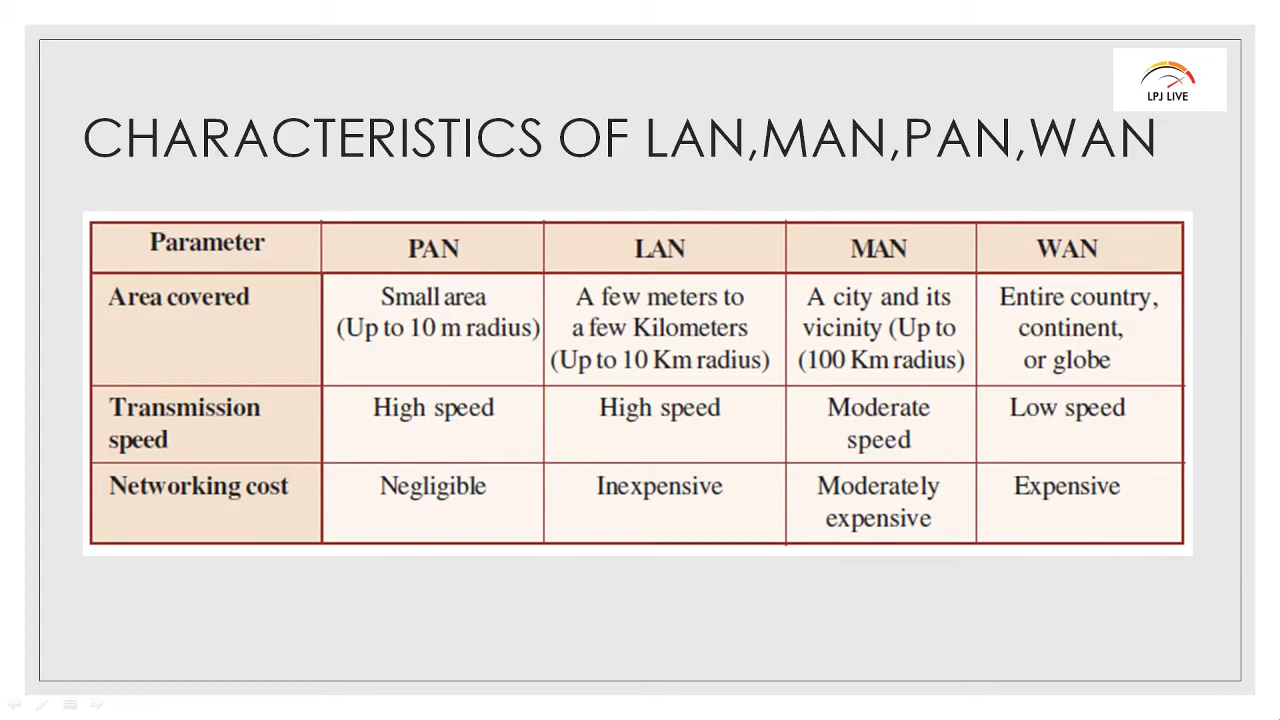 LPJ LIVE
CHARACTERISTICS OF LAN,MAN,PAN,WAN
Parameter PAN LAN MAN WAN
Area covered Small area A few meters to A city and its Entire country,
(Up to 10 m radius) a few Kilometers vicinity (Up to continent,
(Up to 10 Km radius) (100 Km radius) or globe
Transmission High speed High speed Moderate Low speed
speed speed
Networking cost Negligible Inexpensive Moderately Expensive
expensive